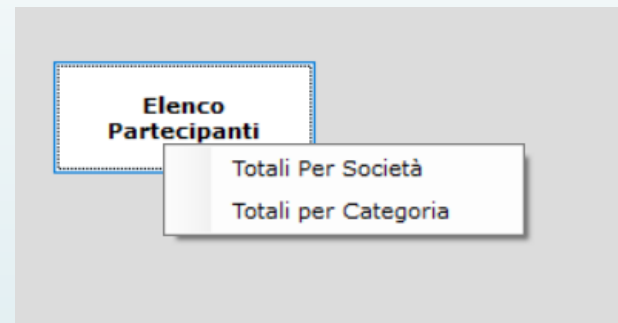 Elenco
Partecipanti
Totali Per Società
Totali per Categoria